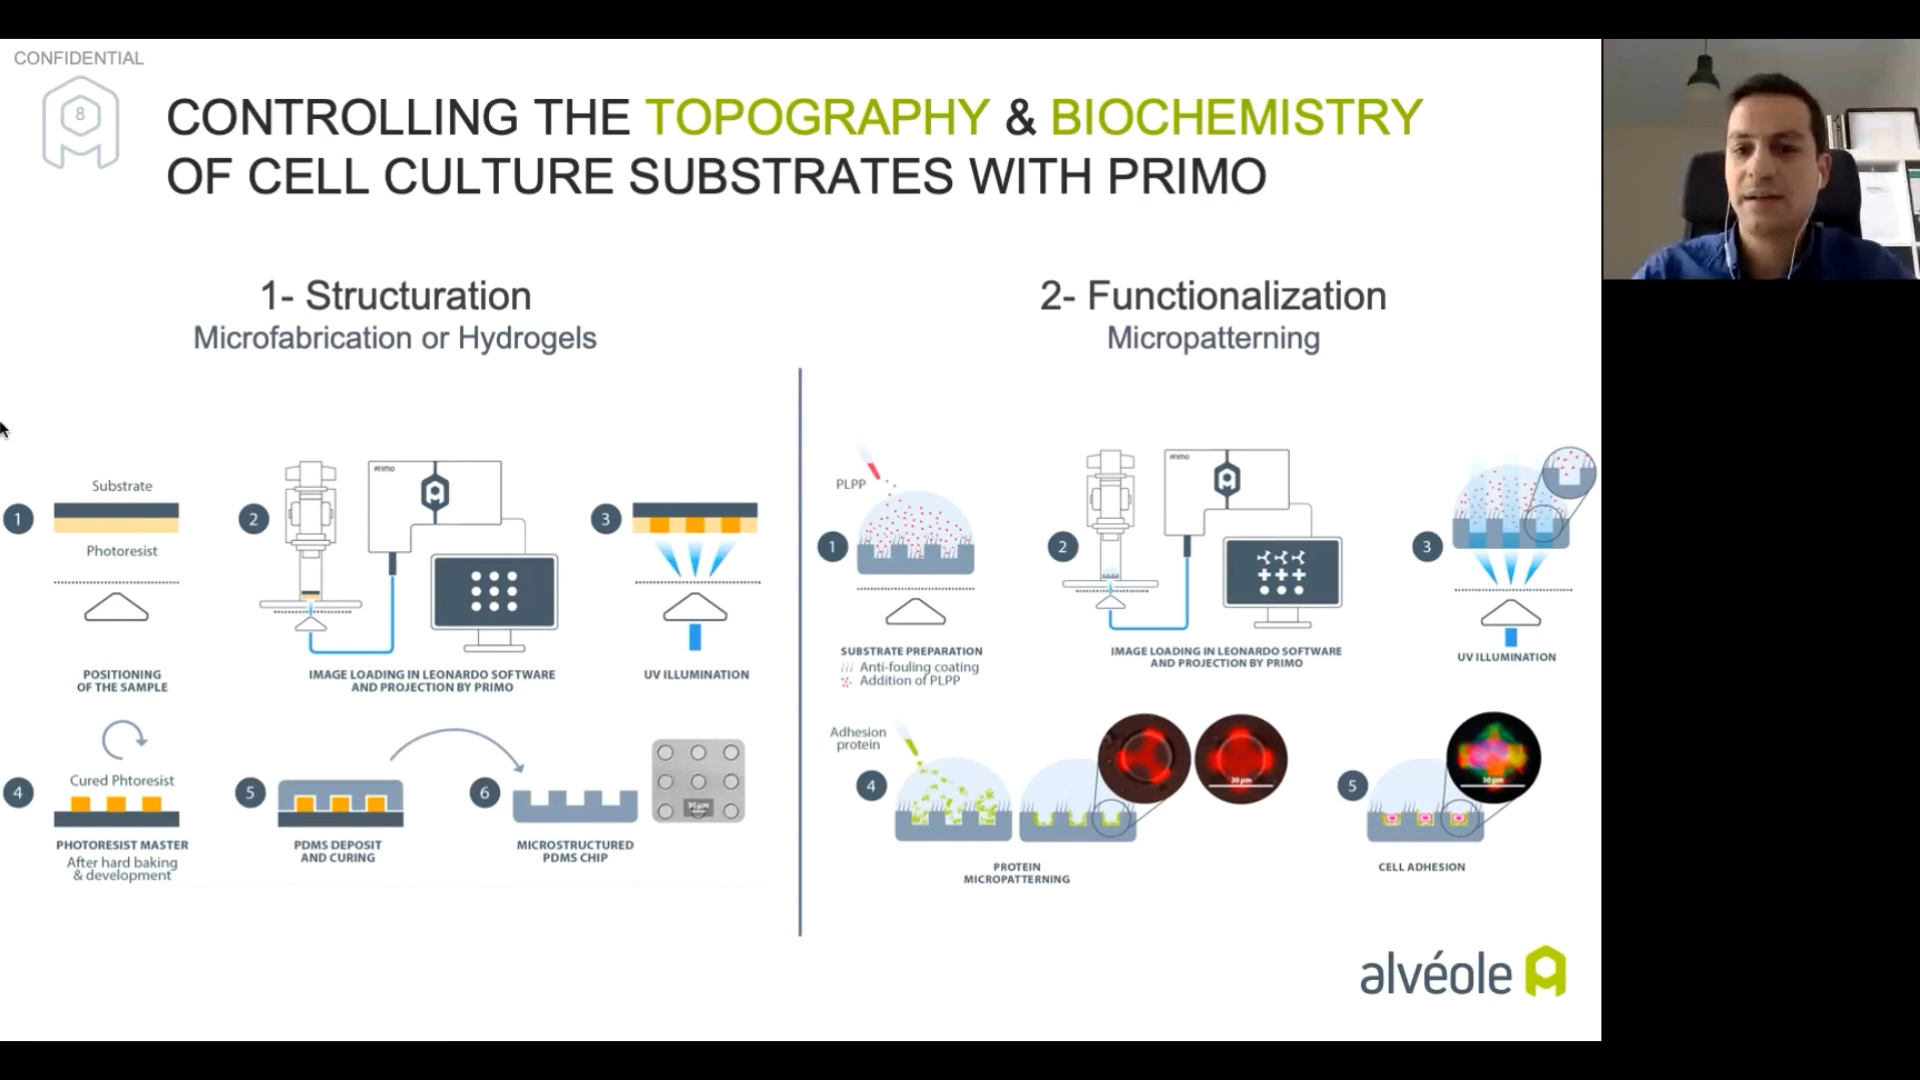 CONFIDENTIAL
8
CONTROLLING THE TOPOGRAPHY & BIOCHEMISTRY
OF CELL CULTURE SUBSTRATES WITH PRIMO
1- Structuration
Microfabrication or Hydrogels
1
Substrate
Photoresist
POSITIONING
OF THE SAMPLE
2
PRIMO
IMAGE LOADING IN LEONARDO SOFTWARE
AND PROJECTION BY PRIMO
3
UV ILLUMINATION
4
Cured Phtoresist
PHOTORESIST MASTER
After hard baking
& development
5
PDMS DEPOSIT
AND CURING
6
MICROSTRUCTURED
PDMS CHIP
2- Functionalization
Micropatterning
1
PLPP
SUBSTRATE PREPARATION
Anti-fouling coating
Addition of PLPP
2
PRIMO
IMAGE LOADING IN LEONARDO SOFTWARE
AND PROJECTION BY PRIMO
3
UV ILLUMINATION
4
Adhesion
protein
30 µm
PROTEIN
MICROPATTERNING
5
CELL ADHESION
alvéole